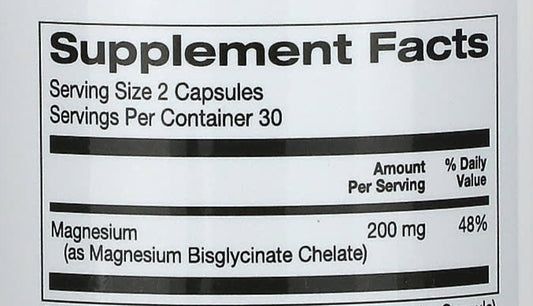 Supplement Facts
Serving Size 2 Capsules
Servings Per Container 30
Amount Per Serving
% Daily Value
Magnesium 200 mg 48%
(as Magnesium Bisglycinate Chelate)